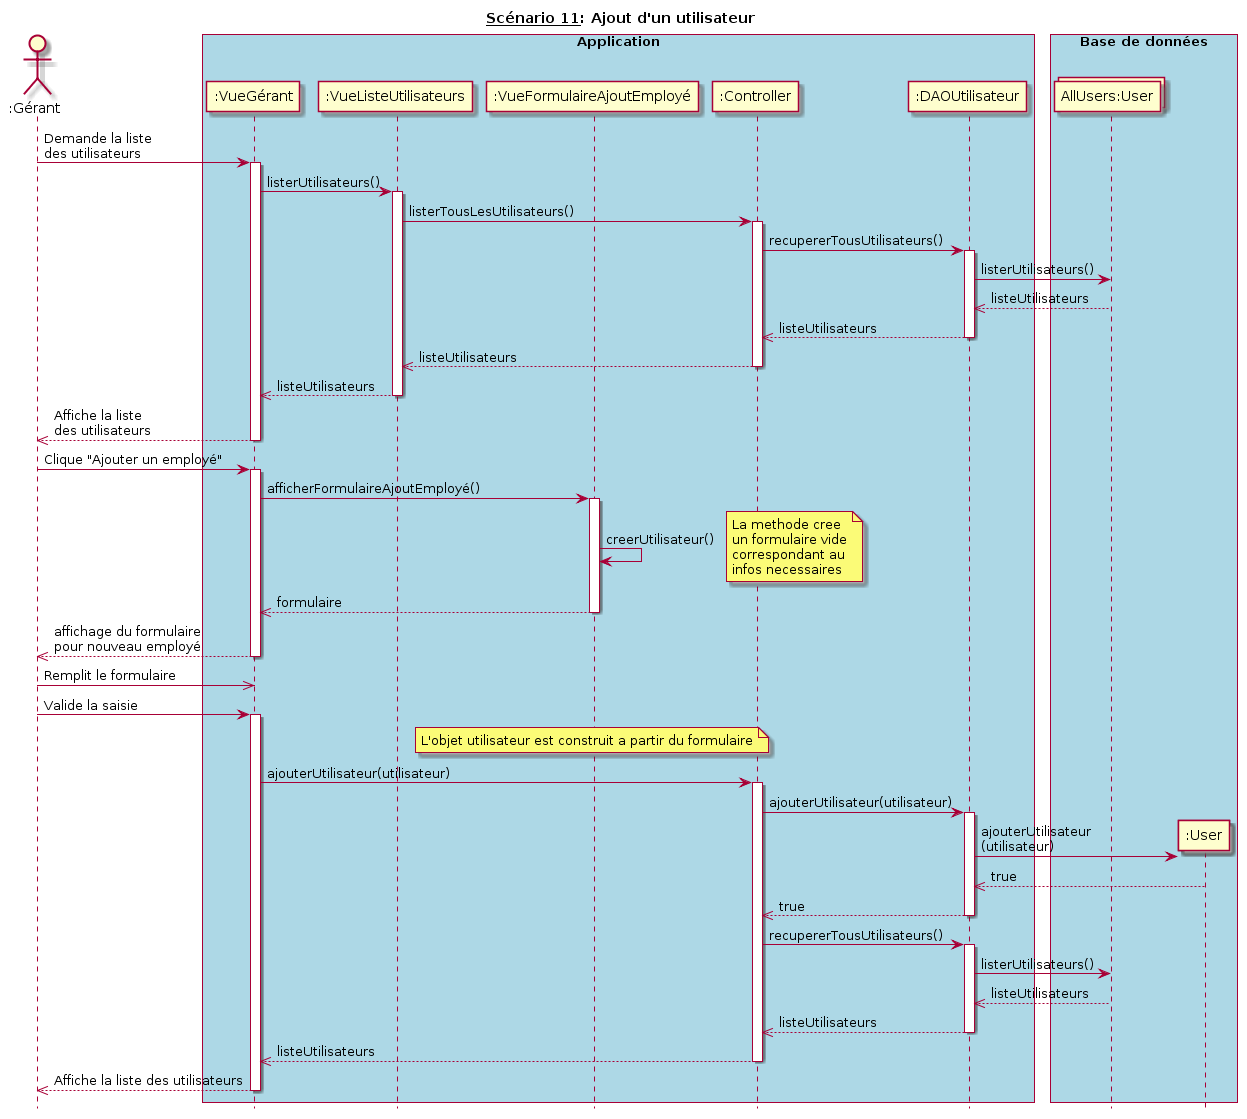 Scénario 11: Ajout d'un utilisateur
Application
Base de données
:Gérant
:VueGérant
:VueListeUtilisateurs
:VueFormulaireAjoutEmployé
:Controller
:DAOUtilisateur
AllUsers:User
Demande la liste
des utilisateurs
listerUtilisateurs()
listerTousLesUtilisateurs()
recupererTousUtilisateurs()
listerUtilisateurs()
listeUtilisateurs
listeUtilisateurs
listeUtilisateurs
listeUtilisateurs
Affiche la liste
des utilisateurs
Clique "Ajouter un employé"
afficherFormulaireAjoutEmployé()
creerUtilisateur()
La methode cree
un formulaire vide
correspondant au
infos necessaires
formulaire
affichage du formulaire
pour nouveau employé
Remplit le formulaire
Valide la saisie
L'objet utilisateur est construit a partir du formulaire
ajouterUtilisateur(utilisateur)
ajouterUtilisateur(utilisateur)
ajouterUtilisateur
(utilisateur)
:User
true
true
recupererTousUtilisateurs()
listerUtilisateurs()
listeUtilisateurs
listeUtilisateurs
listeUtilisateurs
Affiche la liste des utilisateurs